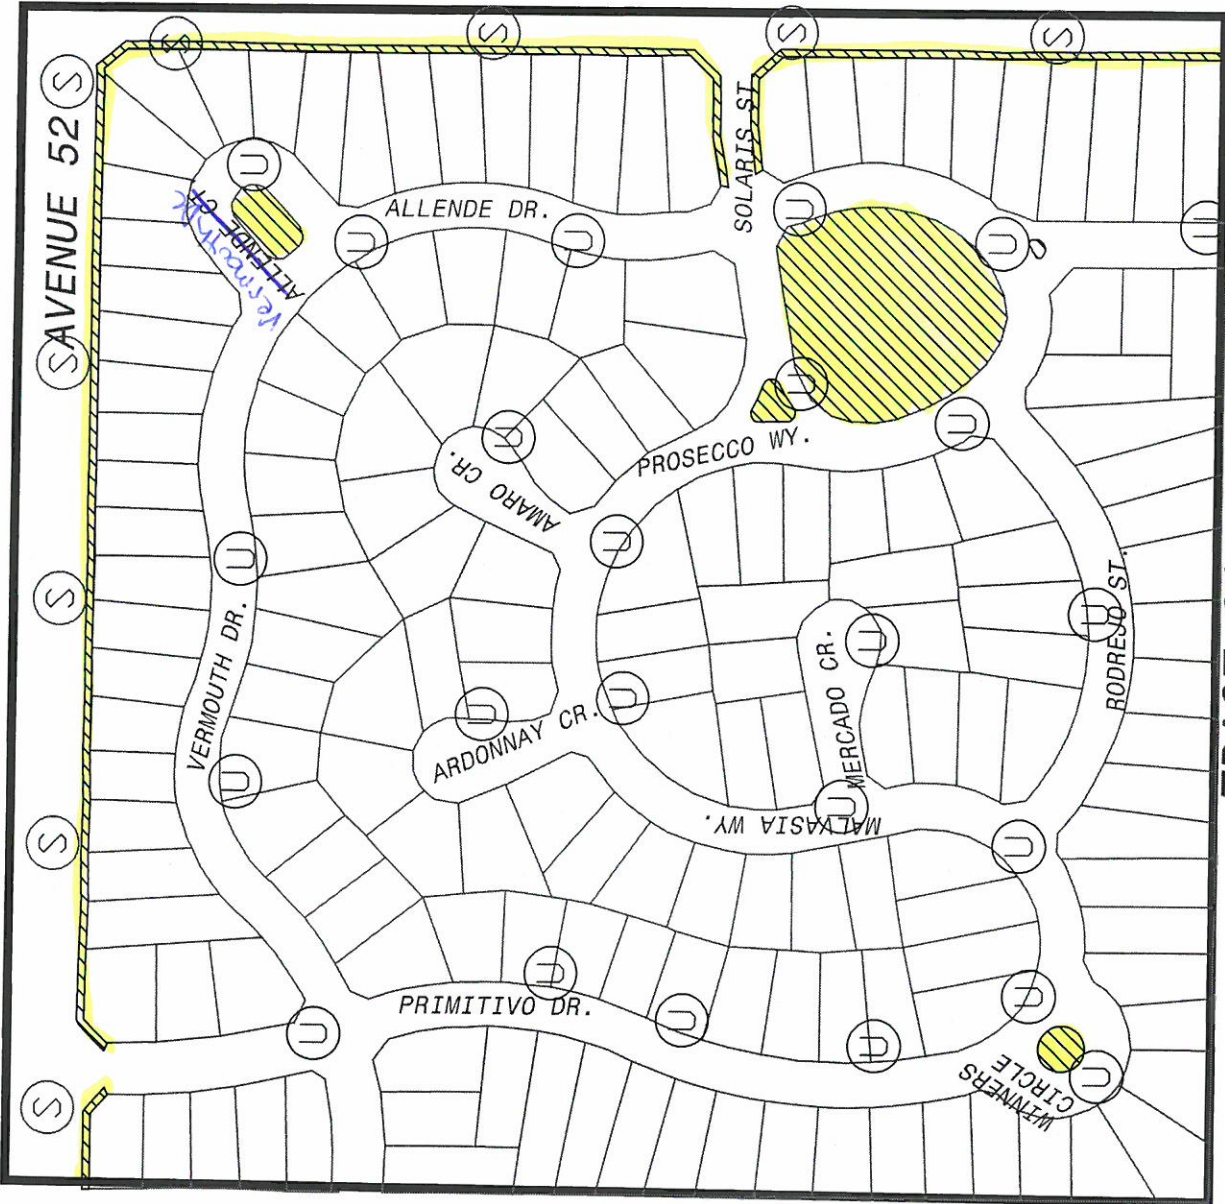 S
S
S
S
S
AVENUE 52
U
SOLARIS ST
ALLENDE CT
Vermouth
ALLENDE DR.
U
U
U
U
U
S
U
U
PROSECCO WY.
U
AMARO CR.
U
U
U
S
VERMOUTH DR.
U
RODREJO ST.
MERCADO CR.
U
U
U
ARDONNAY CR.
U
U
S
MALVASIA WY.
U
U
U
U
PRIMITIVO DR.
U
U
U
WINNERS
CIRCLE
U
S